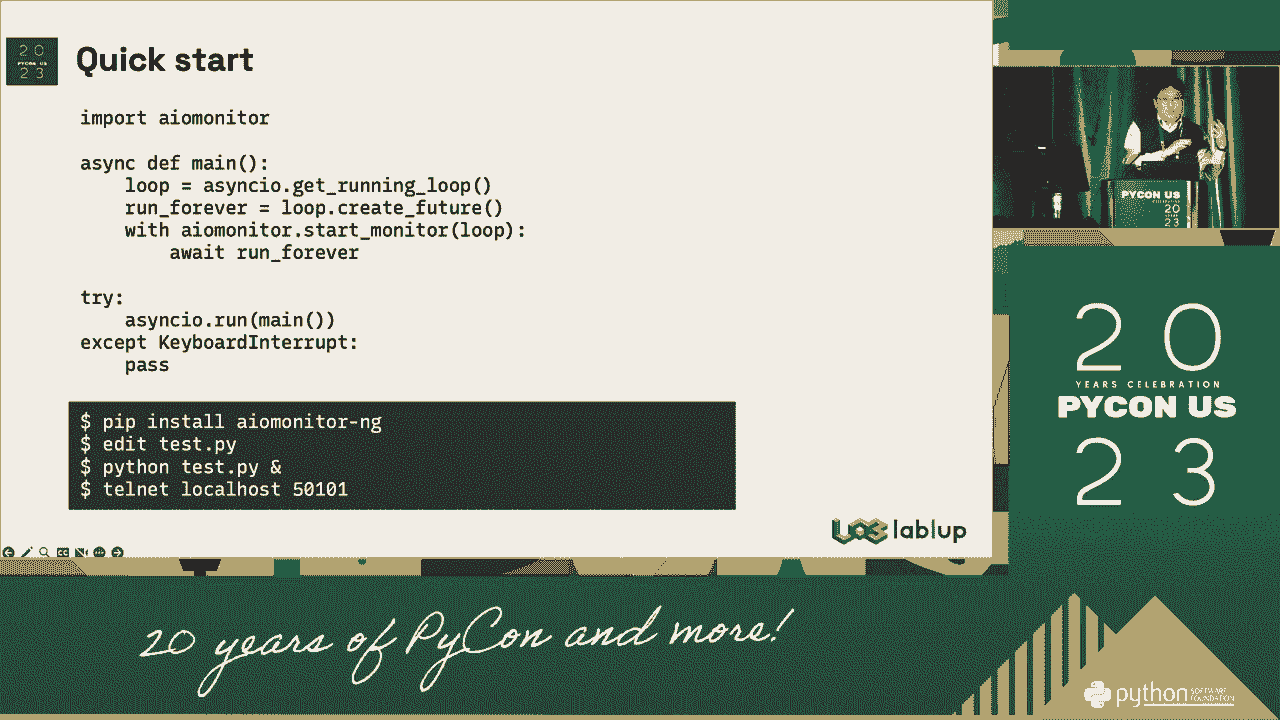 20
PYCON US
23
Quick start
import aiomonitor
async def main():
    loop = asyncio.get_running_loop()
    run_forever = loop.create_future()
    with aiomonitor.start_monitor(loop):
        await run_forever
try:
    asyncio.run(main())
except KeyboardInterrupt:
    pass
$ pip install aiomonitor-ng
$ edit test.py
$ python test.py &
$ telnet localhost 50101
lablup
PYCON US
20
23
20
YEARS CELEBRATION
PYCON US
23
20 years of PyCon and more!
python SOFTWARE
FOUNDATION